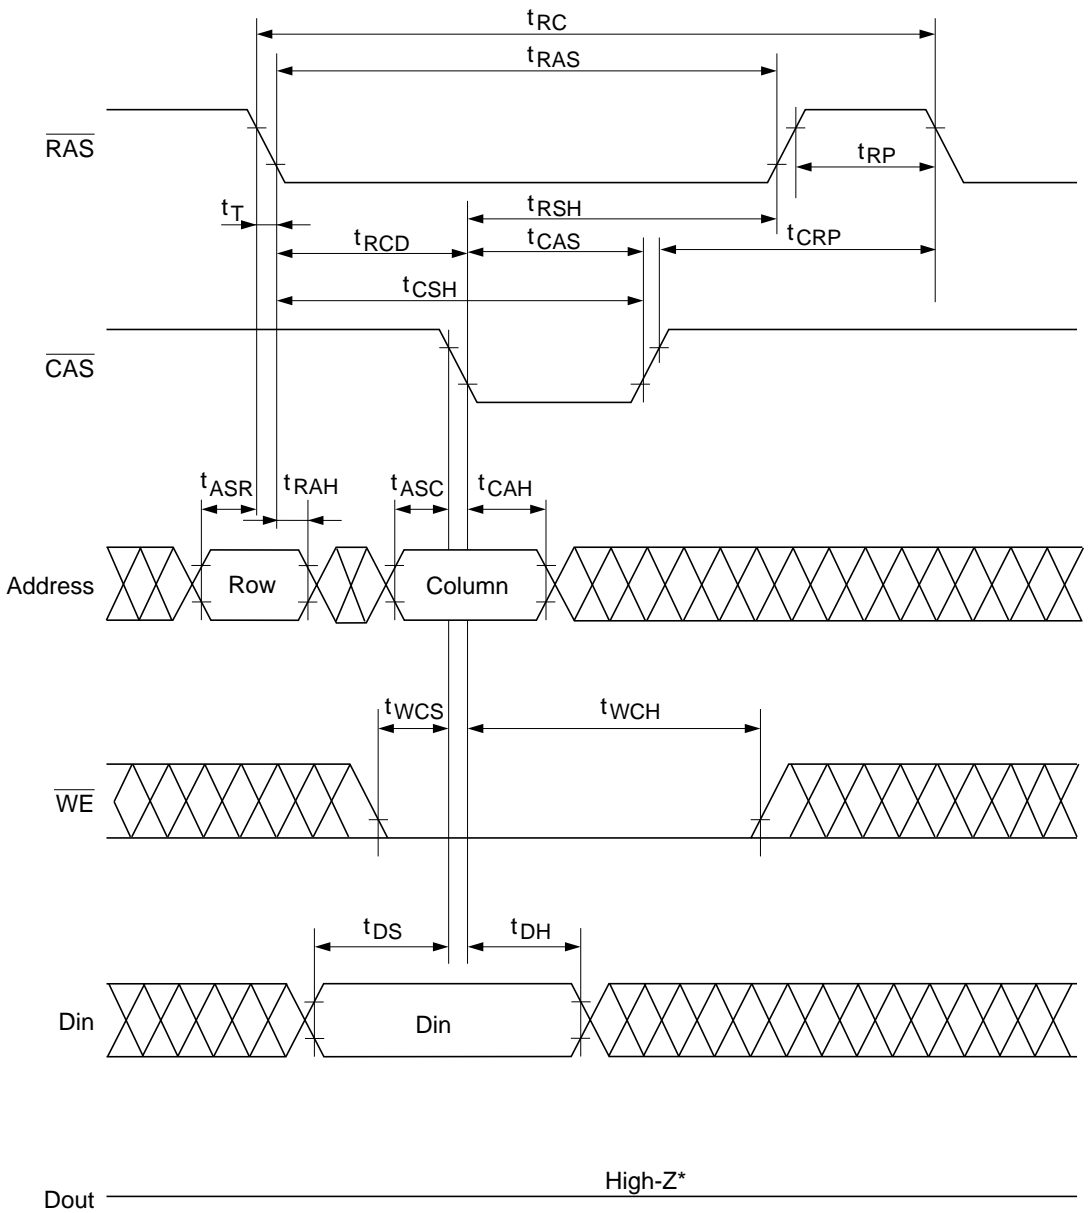 tRC
tRAS
RAS
tRP
tT
tRSH
tRCD
tCAS
tCRP
tCSH
CAS
tASR
tRAH
tASC
tCAH
Address
Row
Column
tWCS
tWCH
WE
tDS
tDH
Din
Din
High-Z*
Dout